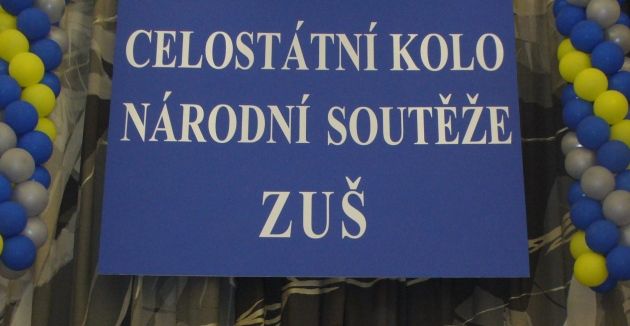 CELOSTÁTNÍ KOLO
NÁRODNÍ SOUTĚŽE
ZUŠ